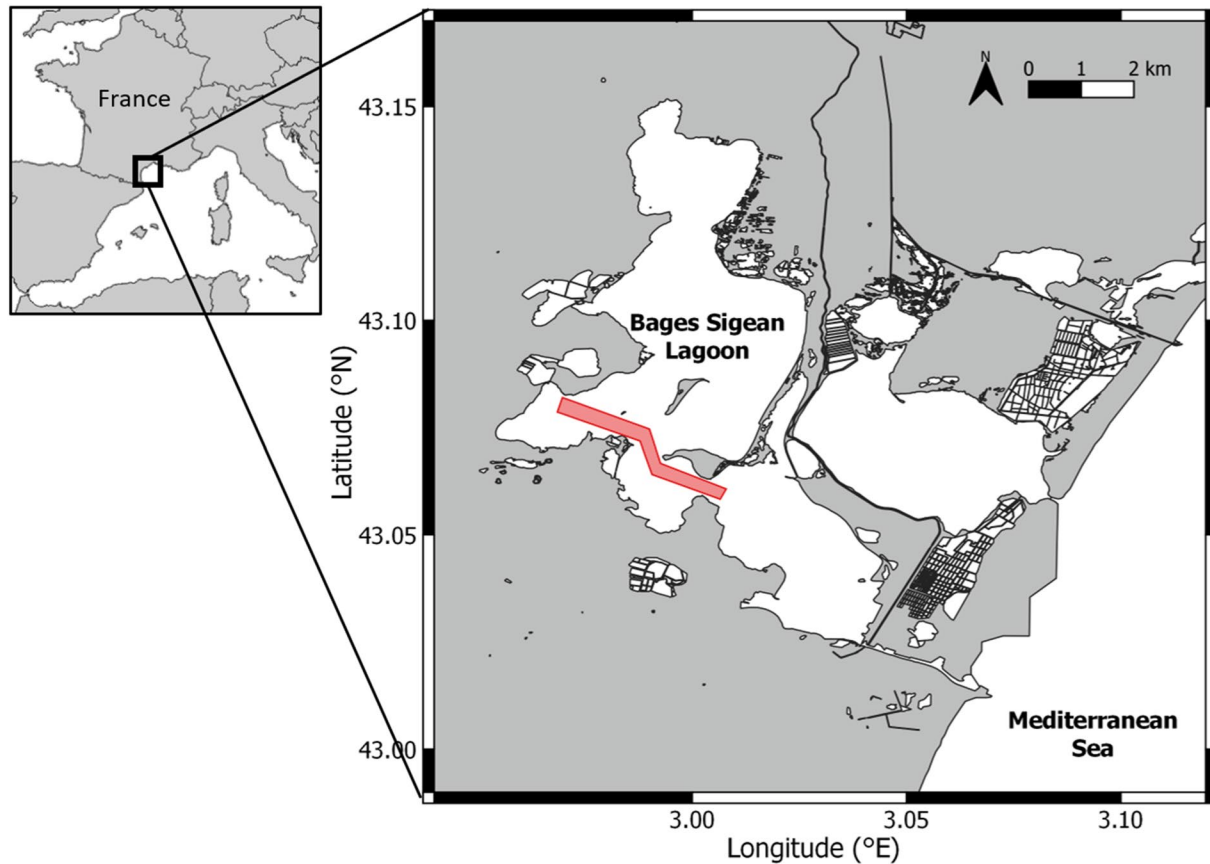 France
N
0 1 2 km
43.15
43.10
43.05
43.00
Latitude (°N)
Bages Sigean
Lagoon
Mediterranean
Sea
3.00 3.05 3.10
Longitude (°E)